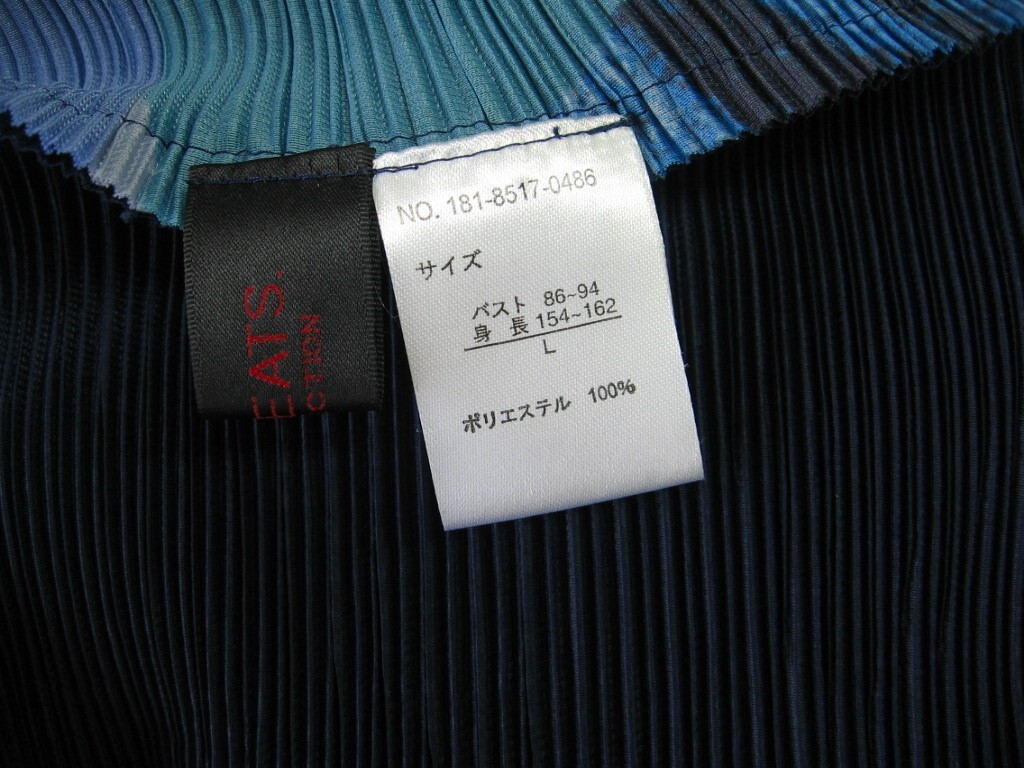 NO. 181-8517-0486
サイズ
バスト 86~94
身 長 154~162
L
ポリエステル 100%
EATS.
CTION